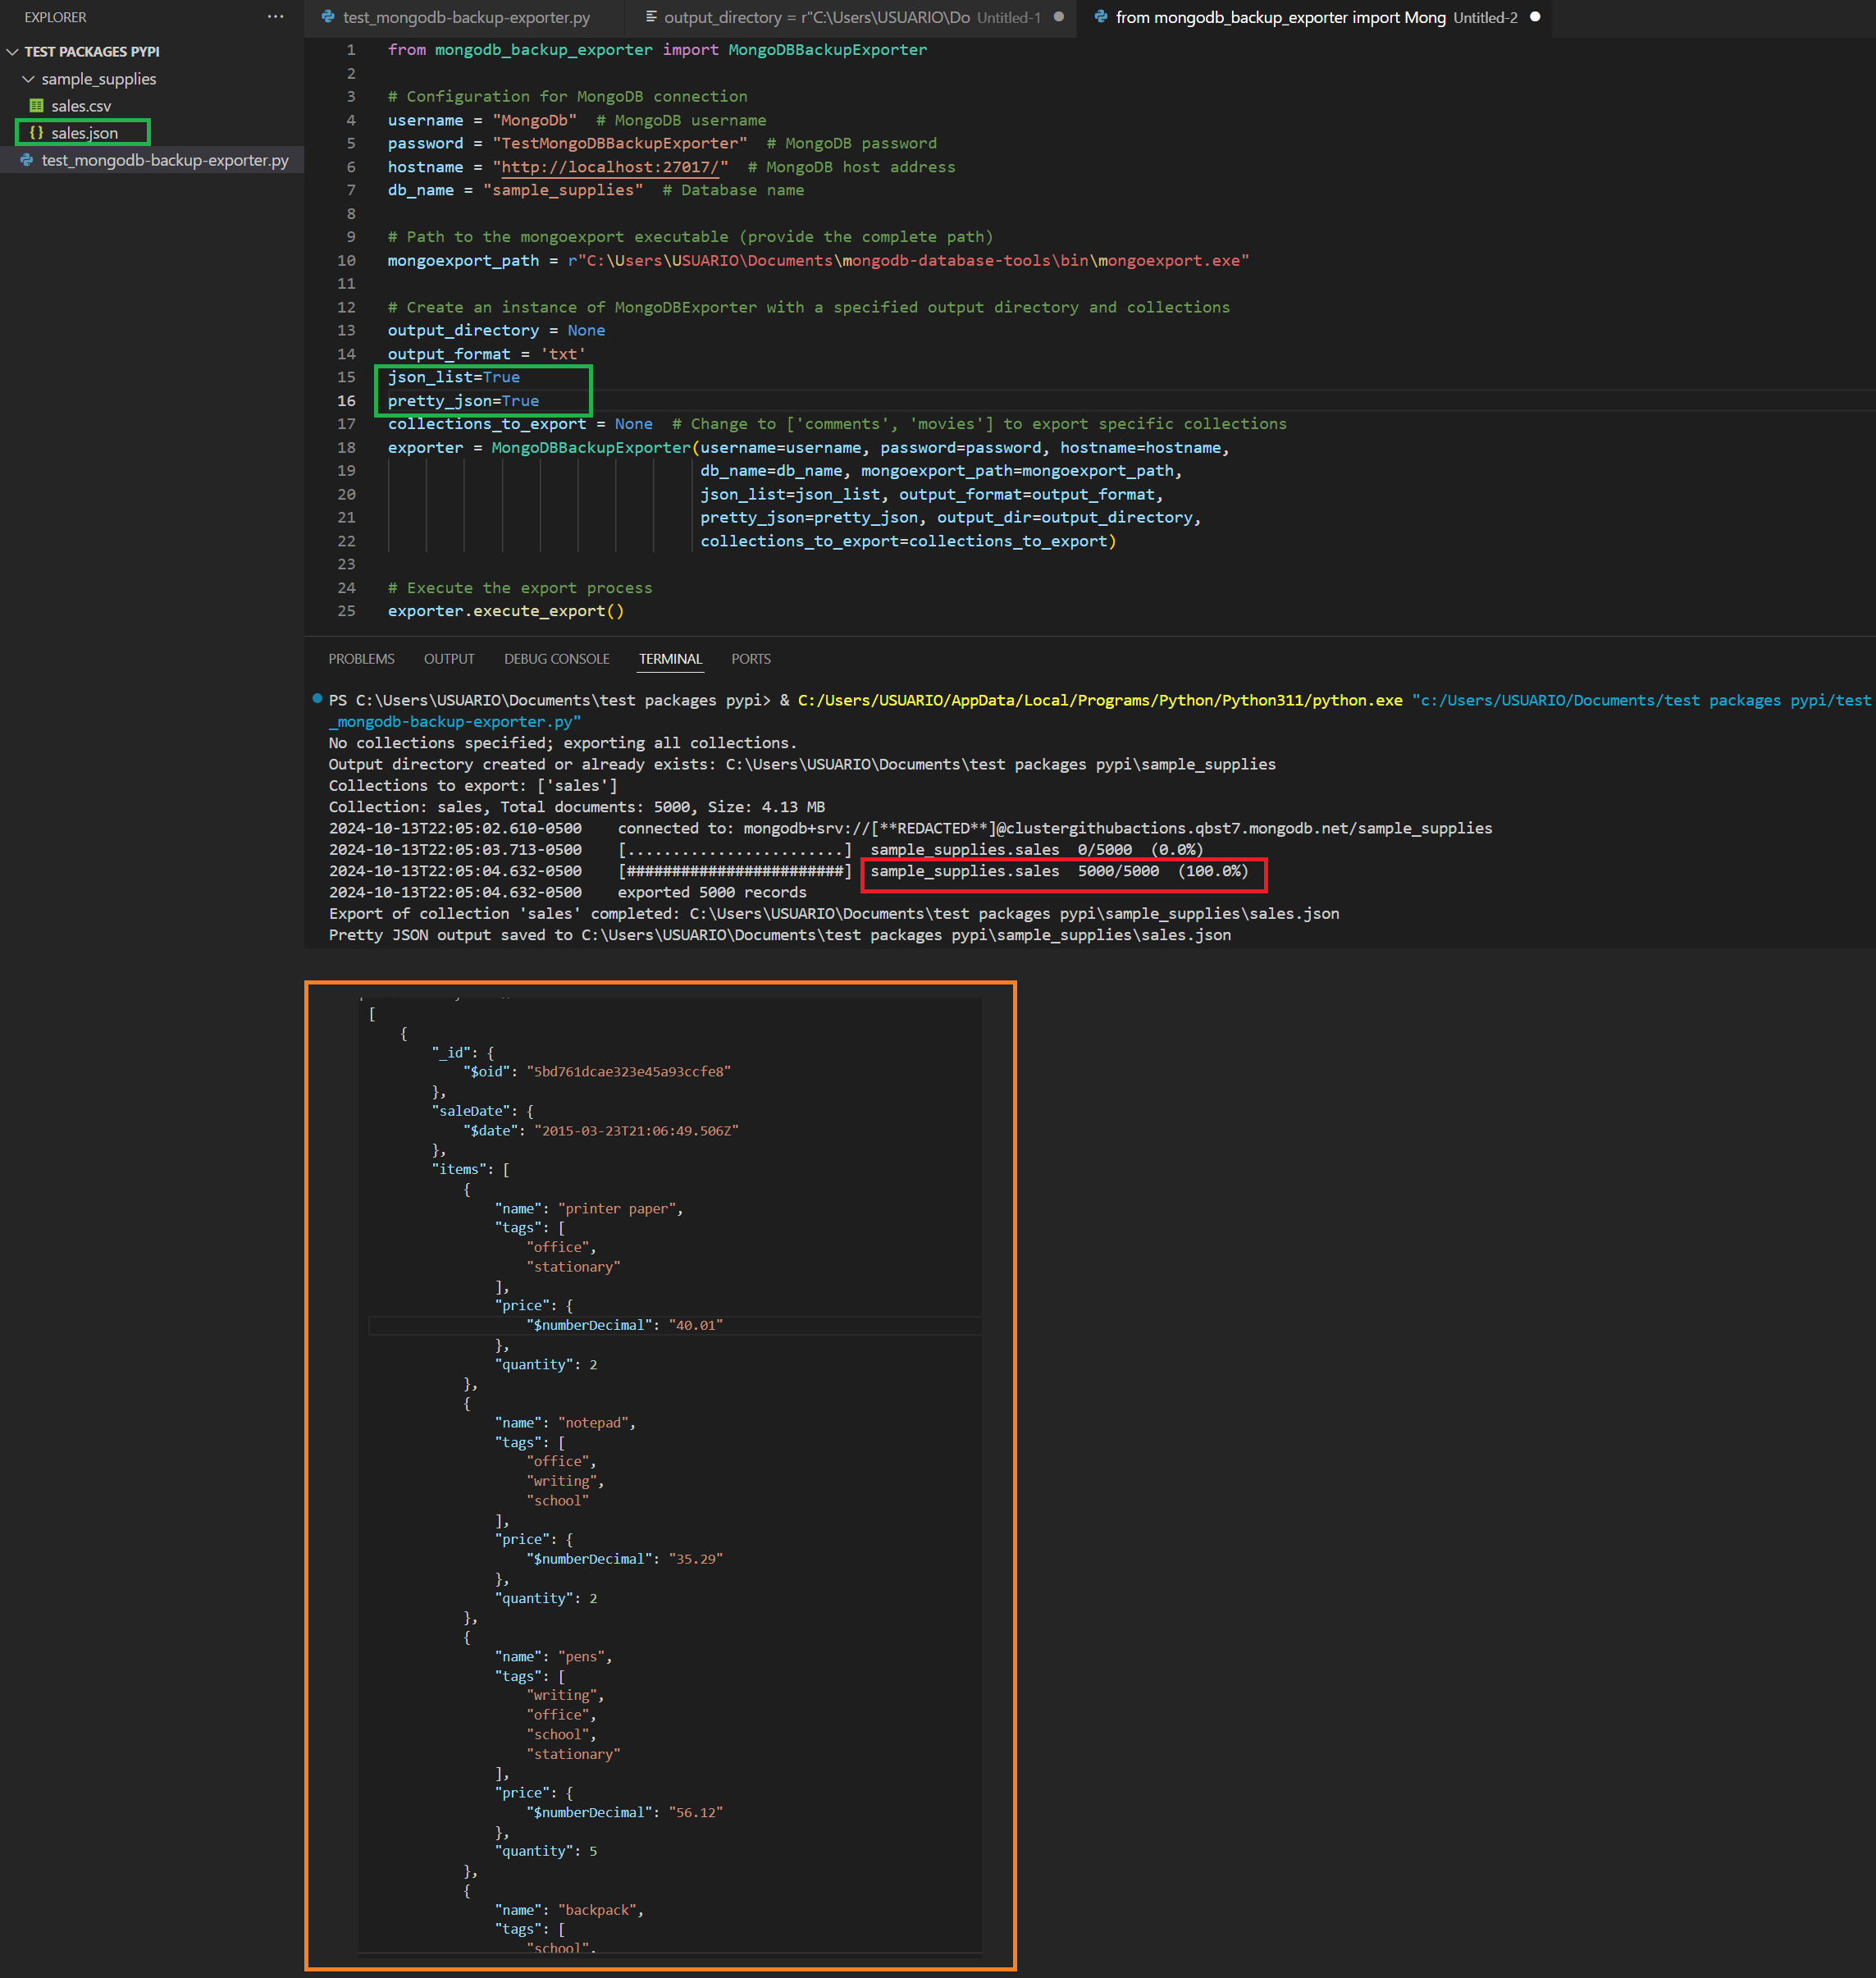 EXPLORER
TEST PACKAGES PYPI
sample_supplies
sales.csv
{} sales.json
test_mongodb-backup-exporter.py
test_mongodb-backup-exporter.py
output_directory = r"C:\Users\USUARIO\Do Untitled-1
from mongodb_backup_exporter import Mong Untitled-2
1 from mongodb_backup_exporter import MongoDBBackupExporter
2
3 # Configuration for MongoDB connection
4 username = "MongoDb"  # MongoDB username
5 password = "TestMongoDBBackupExporter"  # MongoDB password
6 hostname = "http://localhost:27017/"  # MongoDB host address
7 db_name = "sample_supplies"  # Database name
8
9 # Path to the mongoexport executable (provide the complete path)
10 mongoexport_path = r"C:\Users\USUARIO\Documents\mongodb-database-tools\bin\mongoexport.exe"
11
12 # Create an instance of MongoDBExporter with a specified output directory and collections
13 output_directory = None
14 output_format = 'txt'
15 json_list=True
16 pretty_json=True
17 collections_to_export = None  # Change to ['comments', 'movies'] to export specific collections
18 exporter = MongoDBBackupExporter(username=username, password=password, hostname=hostname,
19 db_name=db_name, mongoexport_path=mongoexport_path,
20 json_list=json_list, output_format=output_format,
21 pretty_json=pretty_json, output_dir=output_directory,
22 collections_to_export=collections_to_export)
23
24 # Execute the export process
25 exporter.execute_export()
PROBLEMS OUTPUT DEBUG CONSOLE TERMINAL PORTS
PS C:\Users\USUARIO\Documents\test packages pypi> & C:/Users/USUARIO/AppData/Local/Programs/Python/Python311/python.exe "c:/Users/USUARIO/Documents/test packages pypi/test
_mongodb-backup-exporter.py"
No collections specified; exporting all collections.
Output directory created or already exists: C:\Users\USUARIO\Documents\test packages pypi\sample_supplies
Collections to export: ['sales']
Collection: sales, Total documents: 5000, Size: 4.13 MB
2024-10-13T22:05:02.610-0500    connected to: mongodb+srv://[**REDACTED**]@clustergithubactions.qbst7.mongodb.net/sample_supplies
2024-10-13T22:05:03.713-0500    [........................]  sample_supplies.sales  0/5000  (0.0%)
2024-10-13T22:05:04.632-0500    [########################]  sample_supplies.sales  5000/5000  (100.0%)
2024-10-13T22:05:04.632-0500    exported 5000 records
Export of collection 'sales' completed: C:\Users\USUARIO\Documents\test packages pypi\sample_supplies\sales.json
Pretty JSON output saved to C:\Users\USUARIO\Documents\test packages pypi\sample_supplies\sales.json
[
{
"_id": {
"$oid": "5bd761dcae323e45a93ccfe8"
},
"saleDate": {
"$date": "2015-03-23T21:06:49.506Z"
},
"items": [
{
"name": "printer paper",
"tags": [
"office",
"stationary"
],
"price": {
"$numberDecimal": "40.01"
},
"quantity": 2
},
{
"name": "notepad",
"tags": [
"office",
"writing",
"school"
],
"price": {
"$numberDecimal": "35.29"
},
"quantity": 2
},
{
"name": "pens",
"tags": [
"writing",
"office",
"school",
"stationary"
],
"price": {
"$numberDecimal": "56.12"
},
"quantity": 5
},
{
"name": "backpack",
"tags": [
"school",